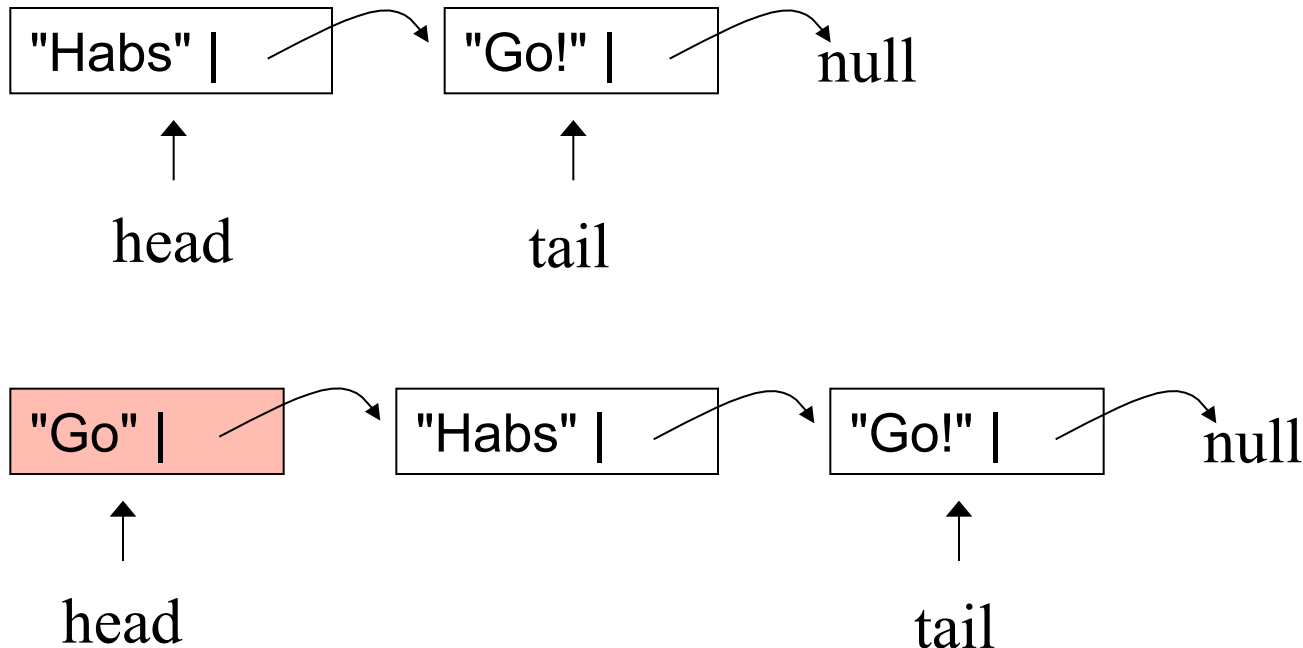 "Habs" | "Go!" | null
head tail
"Go" | "Habs" | "Go!" | null
head tail